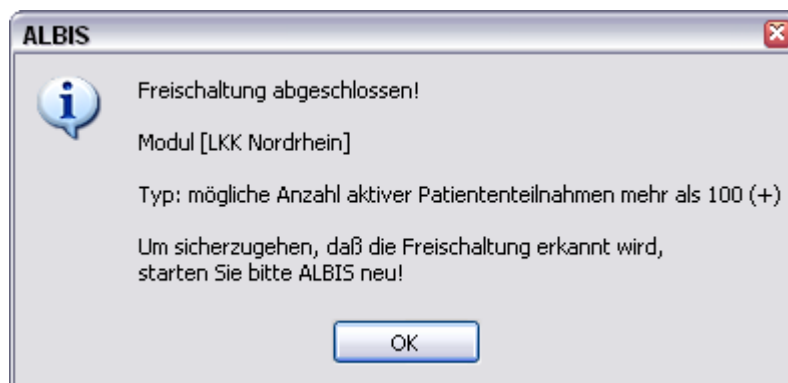 ALBIS
Freischaltung abgeschlossen!
Modul [LKK Nordrhein]
Typ: mögliche Anzahl aktiver Patiententeilnahmen mehr als 100 (+)
Um sicherzugehen, daß die Freischaltung erkannt wird,
starten Sie bitte ALBIS neu!
OK